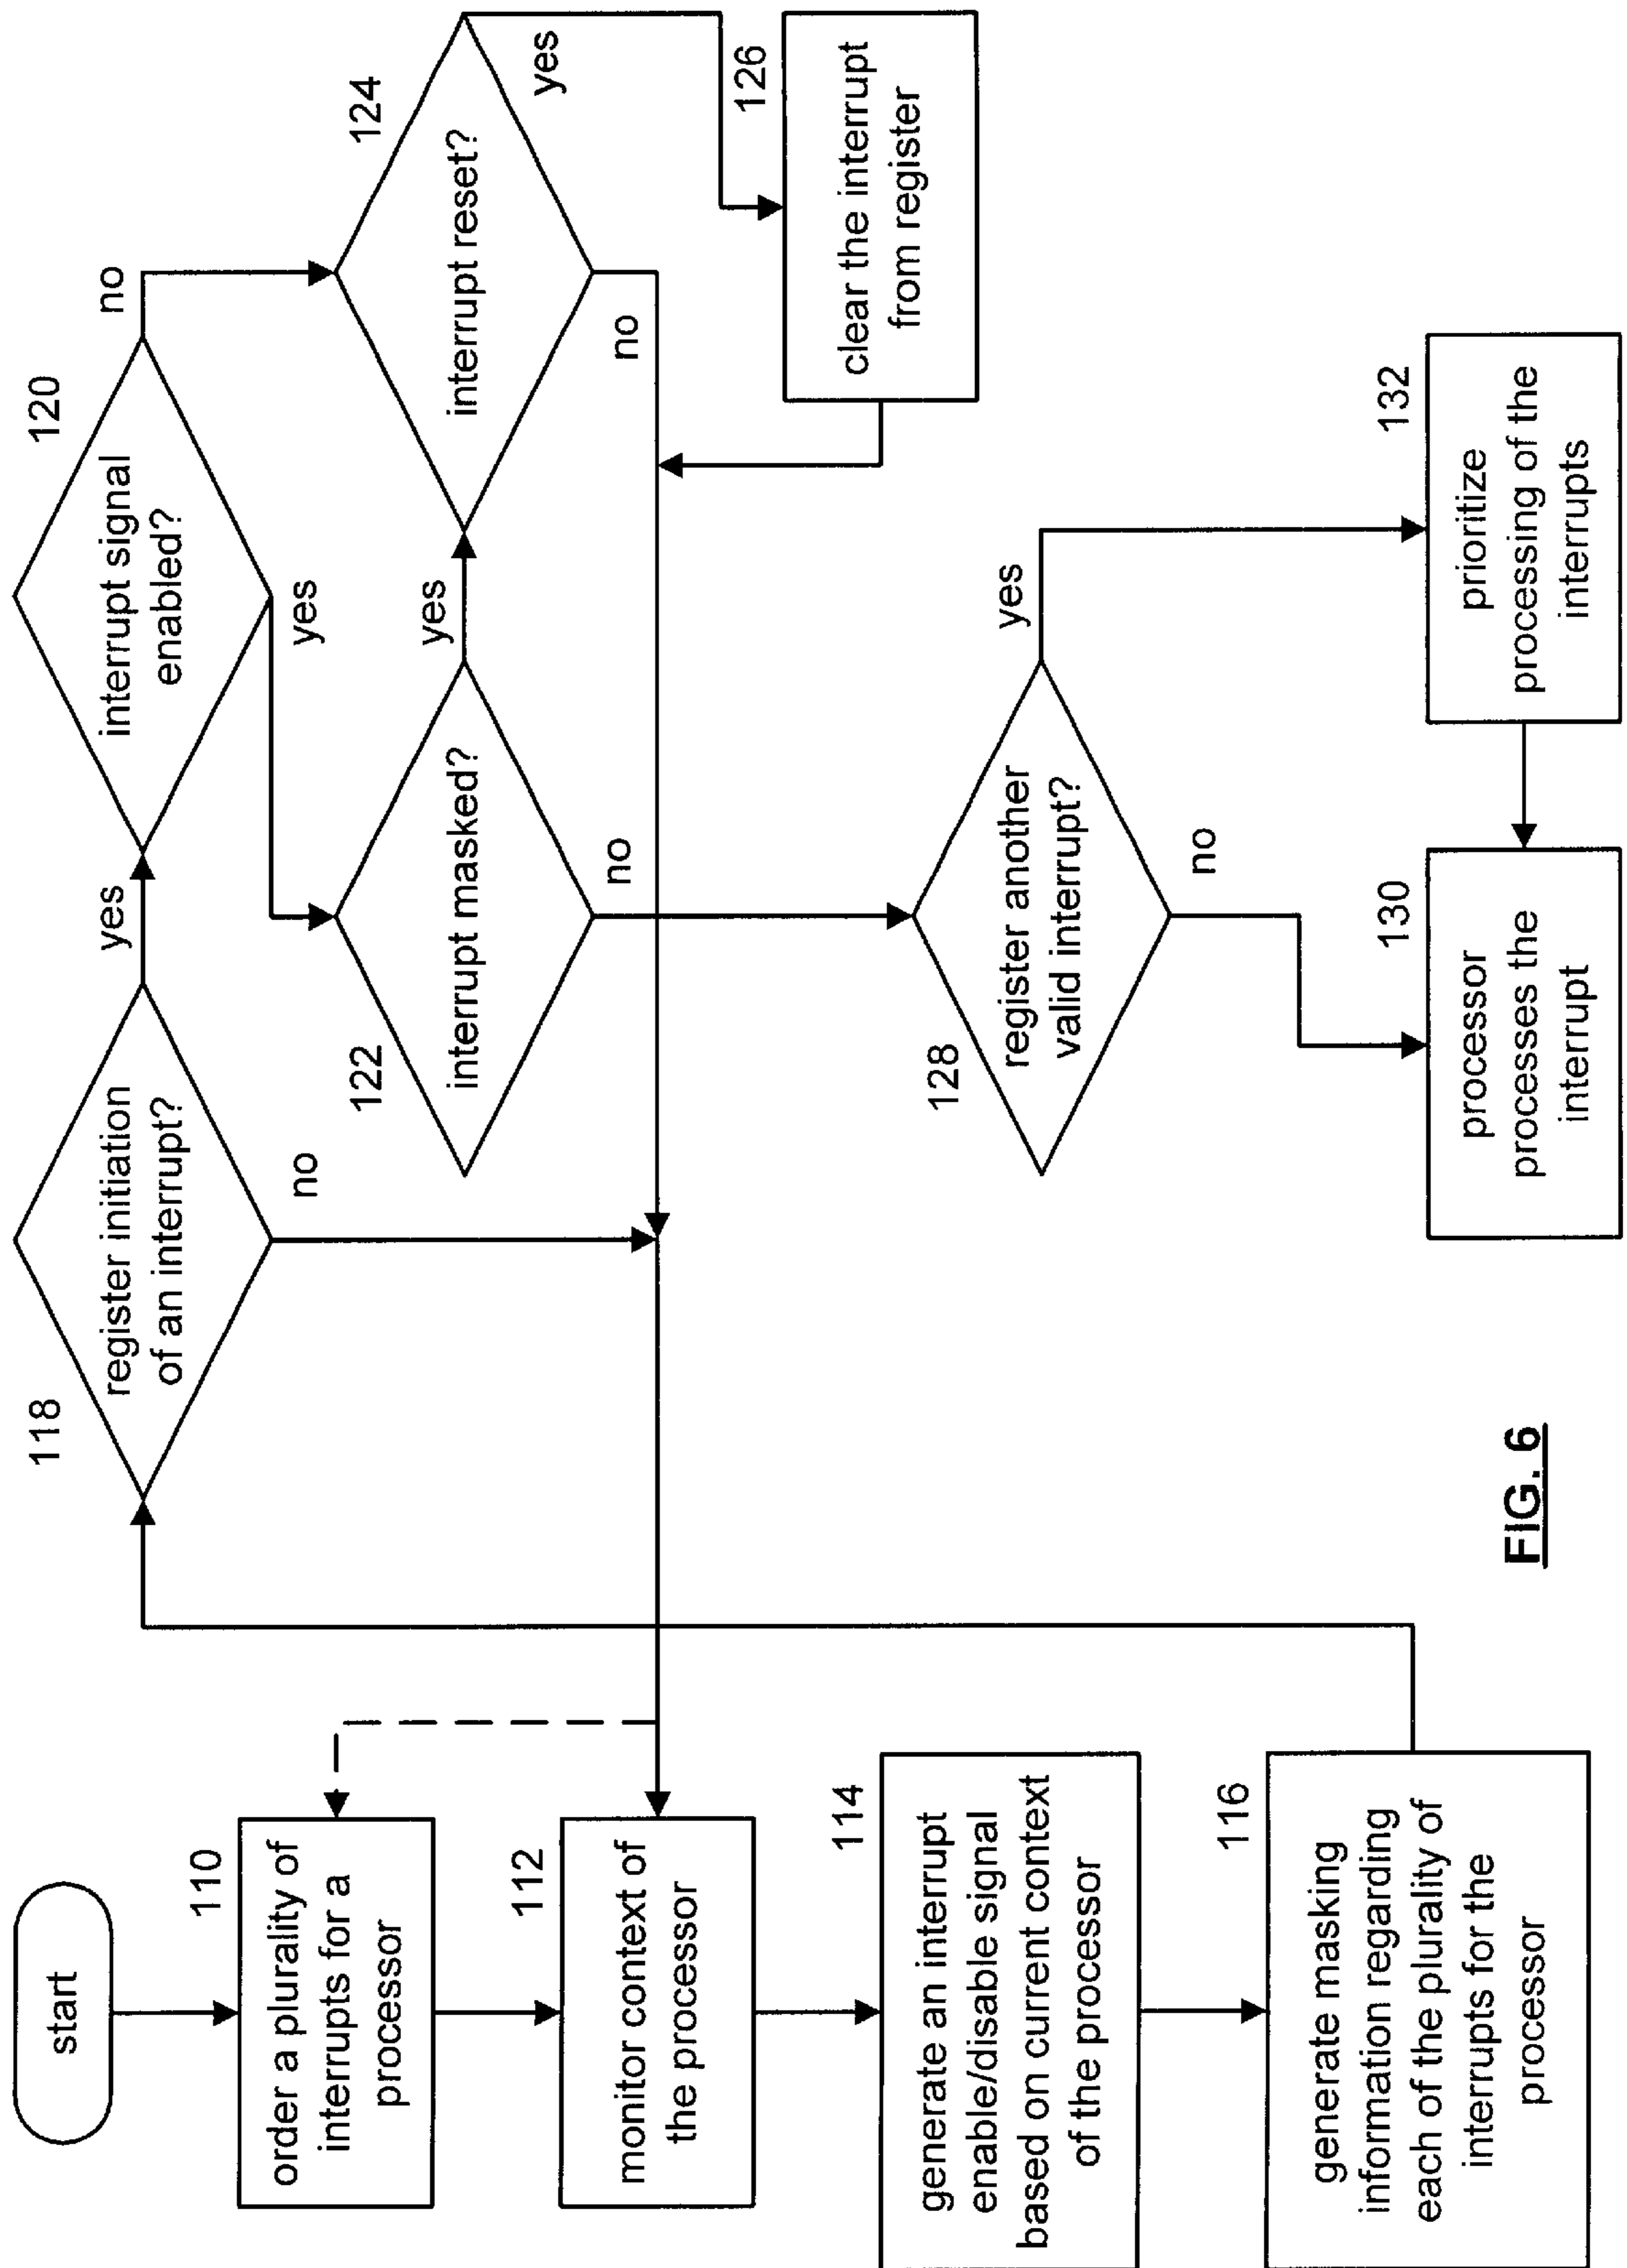 start
110
order a plurality of
interrupts for a
processor
112
monitor context of
the processor
114
generate an interrupt
enable/disable signal
based on current context
of the processor
116
generate masking
information regarding
each of the plurality of
interrupts for the
processor
118
register initiation
of an interrupt?
yes
no
120
interrupt signal
enabled?
no
yes
122
interrupt masked?
yes
no
124
interrupt reset?
yes
no
126
clear the interrupt
from register
128
register another
valid interrupt?
yes
no
130
processor
processes the
interrupt
132
prioritize
processing of the
interrupts
FIG. 6